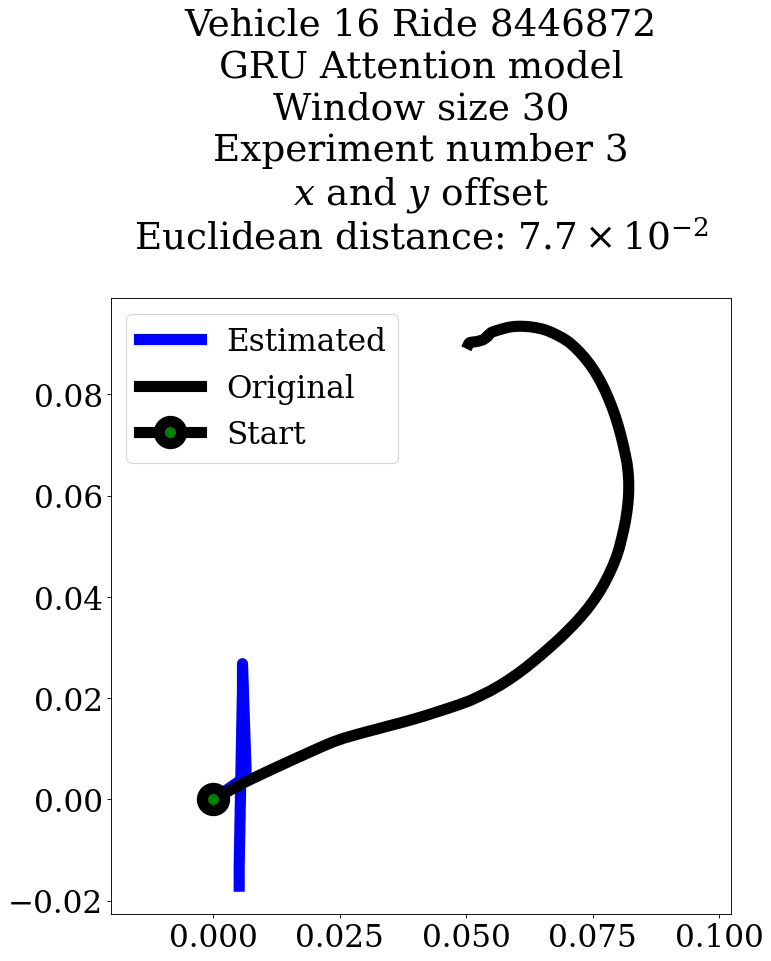 Vehicle 16 Ride 8446872
GRU Attention model
Window size 30
Experiment number 3
x and y offset
Euclidean distance: 7.7 × 10⁻²
Estimated
Original
Start
0.08
0.06
0.04
0.02
0.00
−0.02
0.000 0.025 0.050 0.075 0.100